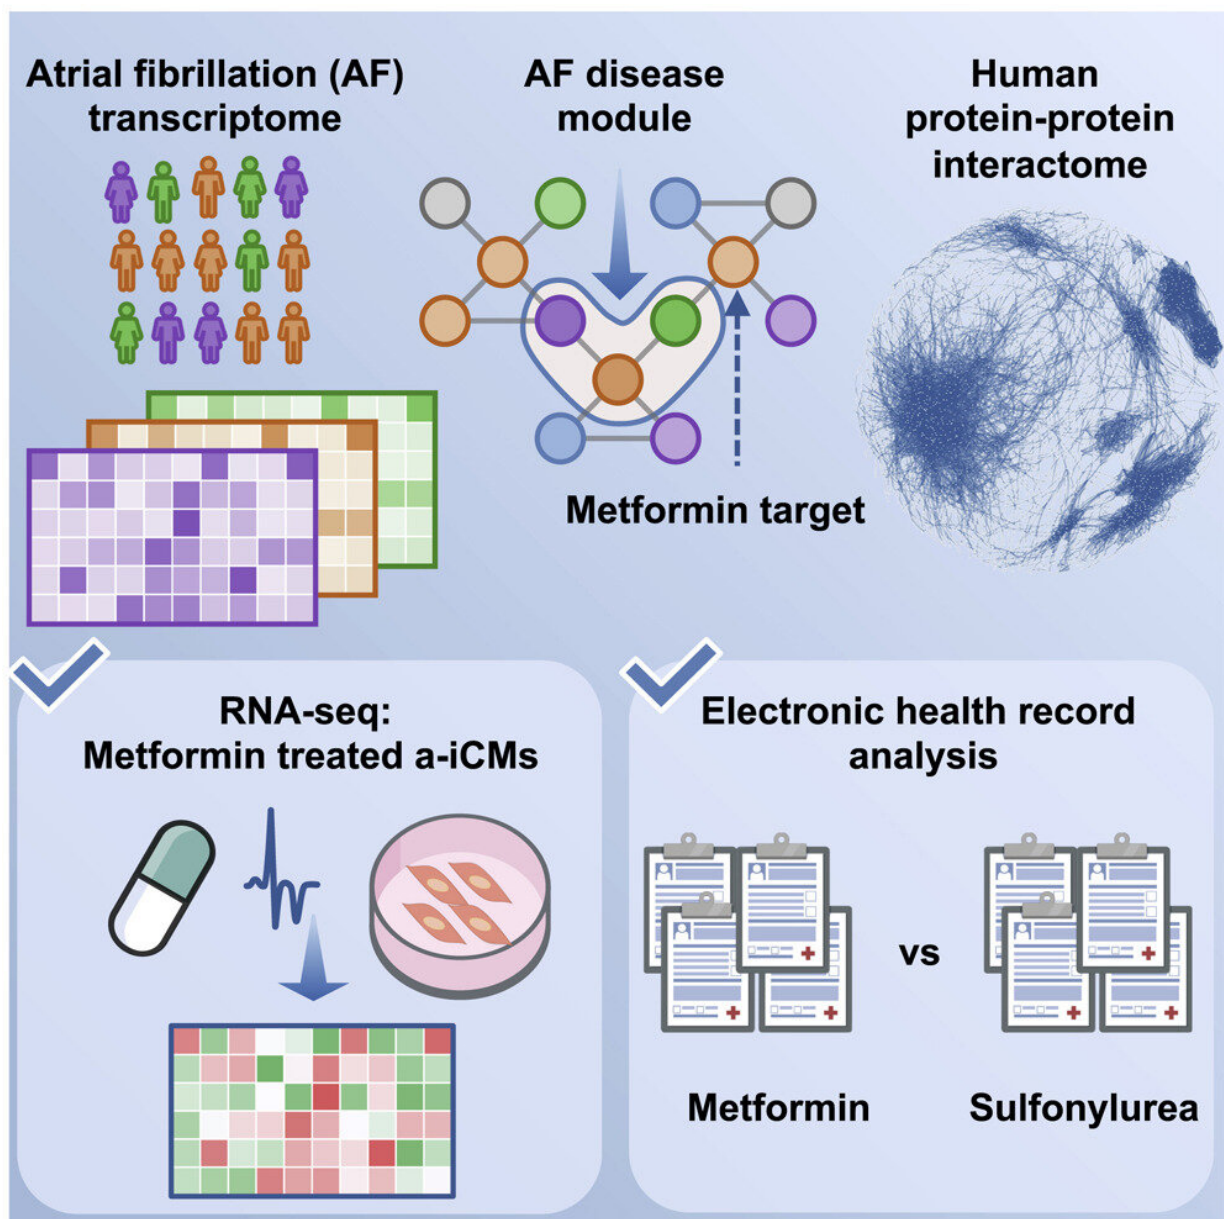 Atrial fibrillation (AF)
transcriptome
AF disease
module
Human
protein-protein
interactome
Metformin target
RNA-seq:
Metformin treated a-iCMs
Electronic health record
analysis
vs
Metformin
Sulfonylurea